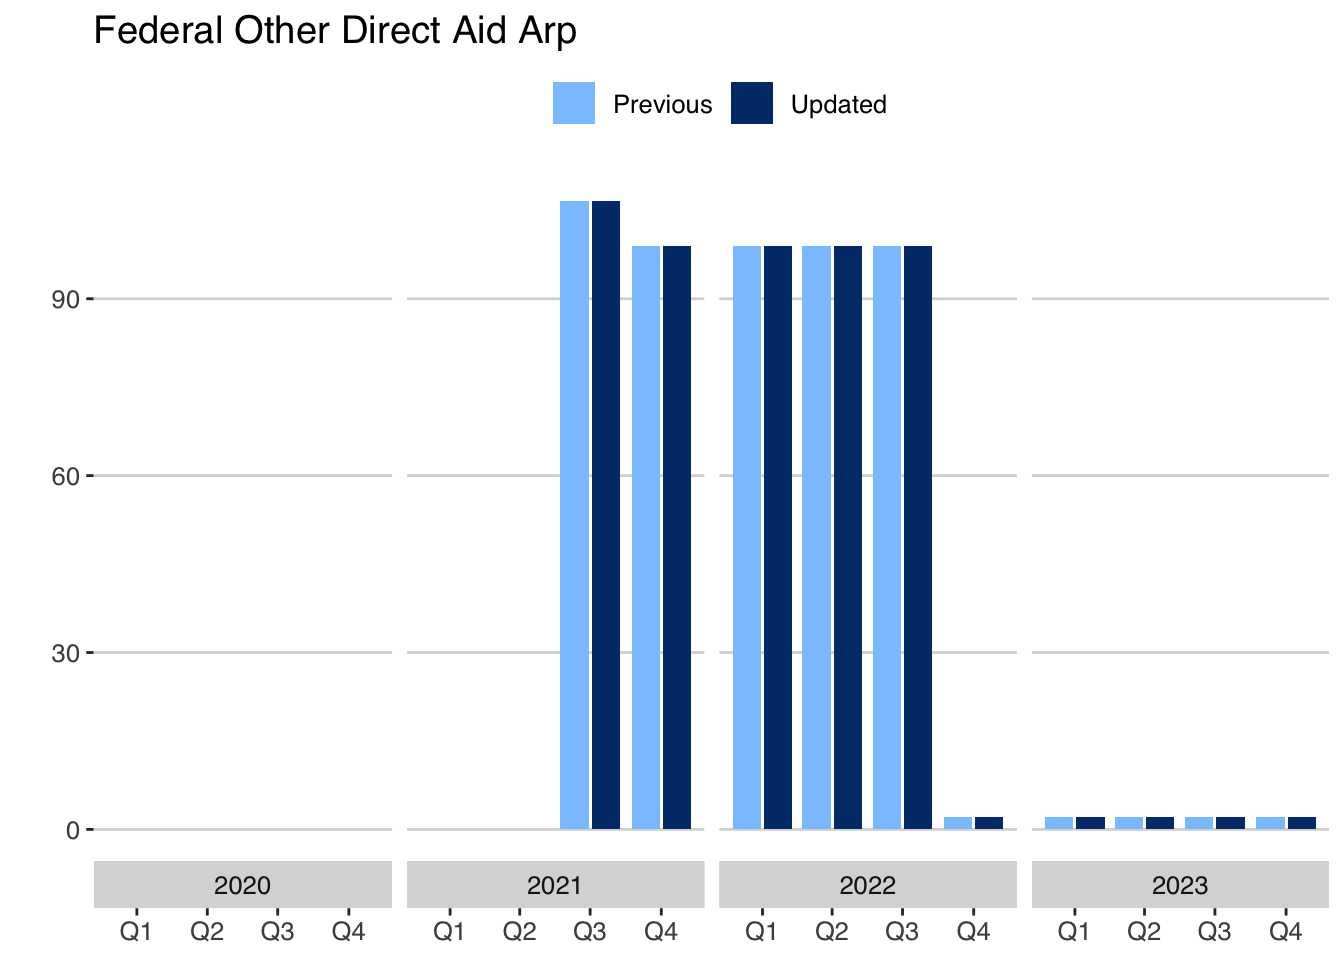 Federal Other Direct Aid Arp
Previous Updated
90
60
30
0
2020 2021 2022 2023
Q1 Q2 Q3 Q4 Q1 Q2 Q3 Q4 Q1 Q2 Q3 Q4 Q1 Q2 Q3 Q4